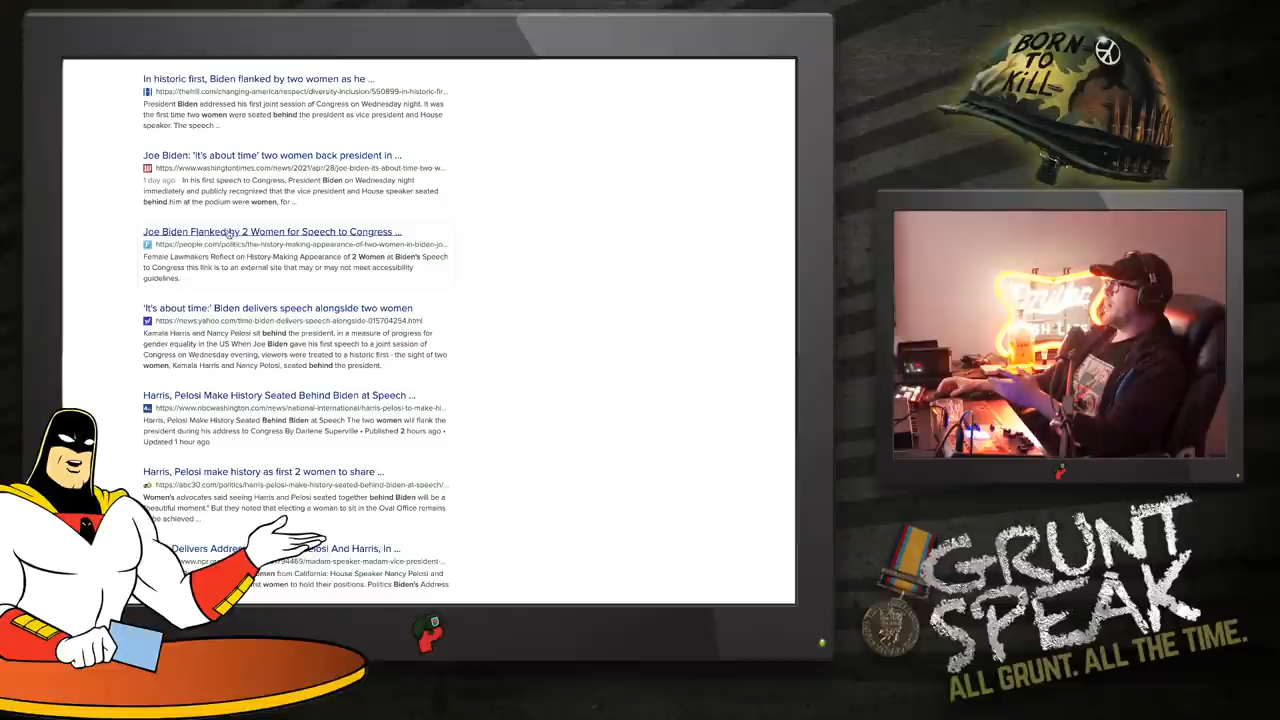 In historic first, Biden flanked by two women as he ...
https://thehill.com/changing-america/respect/diversity-inclusion/550899-in-historic-fir...
President Biden addressed his first joint session of Congress on Wednesday night. It was
the first time two women were seated behind the president as vice president and House
speaker. The speech ...
Joe Biden: 'it's about time' two women back president in ...
https://www.washingtontimes.com/news/2021/apr/28/joe-biden-its-about-time-two-w...
1 day ago In his first speech to Congress, President Biden on Wednesday night
immediately and publicly recognized that the vice president and House speaker seated
behind him at the podium were women, for ...
Joe Biden Flanked by 2 Women for Speech to Congress ...
https://people.com/politics/the-history-making-appearance-of-two-women-in-biden-jo...
Female Lawmakers Reflect on History-Making Appearance of 2 Women at Biden's Speech
to Congress this link is to an external site that may or may not meet accessibility
guidelines.
'It's about time:' Biden delivers speech alongside two women
https://news.yahoo.com/time-biden-delivers-speech-alongside-015704254.html
Kamala Harris and Nancy Pelosi sit behind the president, in a measure of progress for
gender equality in the US When Joe Biden gave his first speech to a joint session of
Congress on Wednesday evening, viewers were treated to a historic first - the sight of two
women, Kamala Harris and Nancy Pelosi, seated behind the president.
Harris, Pelosi Make History Seated Behind Biden at Speech ...
https://www.nbcwashington.com/news/national-international/harris-pelosi-to-make-hi...
Harris, Pelosi Make History Seated Behind Biden at Speech The two women will flank the
president during his address to Congress By Darlene Superville • Published 2 hours ago •
Updated 1 hour ago
Harris, Pelosi make history as first 2 women to share ...
https://abc30.com/politics/harris-pelosi-make-history-seated-behind-biden-at-speech/...
Women's advocates said seeing Harris and Pelosi seated together behind Biden will be a
"beautiful moment." But they noted that electing a woman to sit in the Oval Office remains
be achieved ...
Delivers Addre losi And Harris, In ...
www.npr.or 794469/madam-speaker-madam-vice-president-...
omen from California: House Speaker Nancy Pelosi and
rst women to hold their positions. Politics Biden's Address
BORN
TO
KiLL
GRUNT
SPEAK
ALL GRUNT. ALL THE TIME.